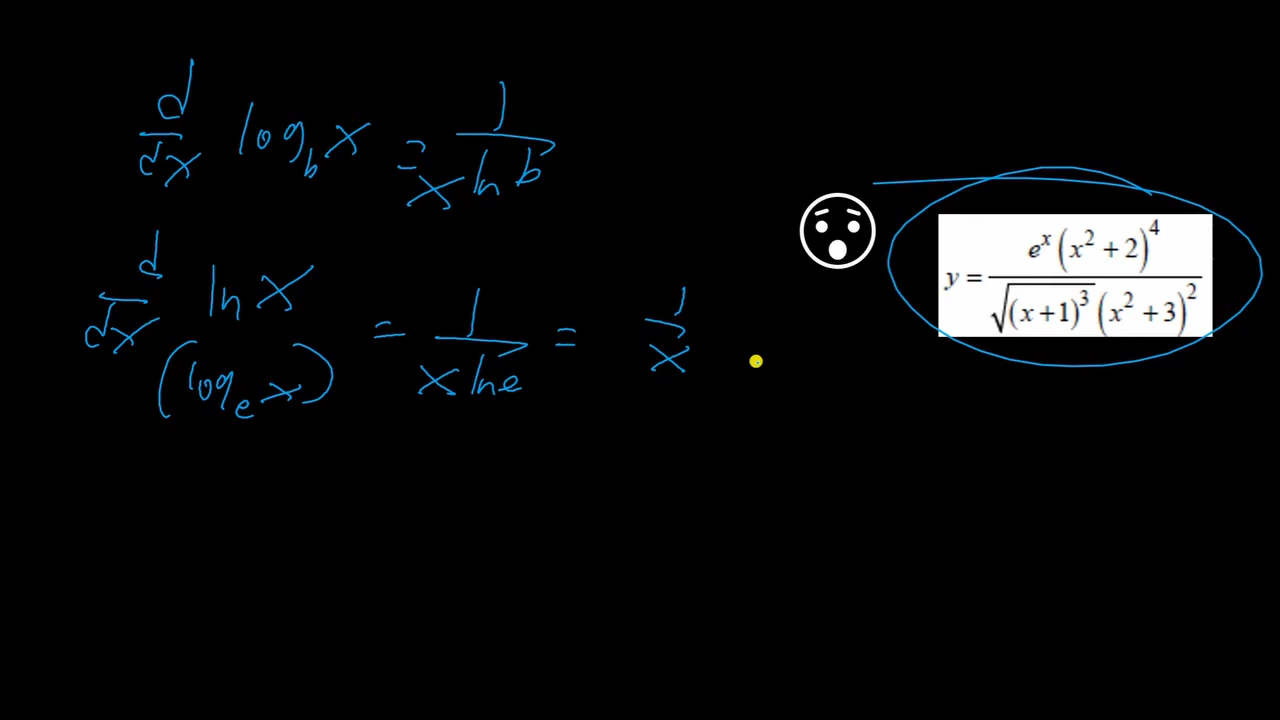 d/dx log_b x = 1/(x ln b)
d/dx ln x = 1/(x ln e) = 1/x
(log_e x)
y = e^x (x^2 + 2)^4 / (√((x + 1)^3) (x^2 + 3)^2)